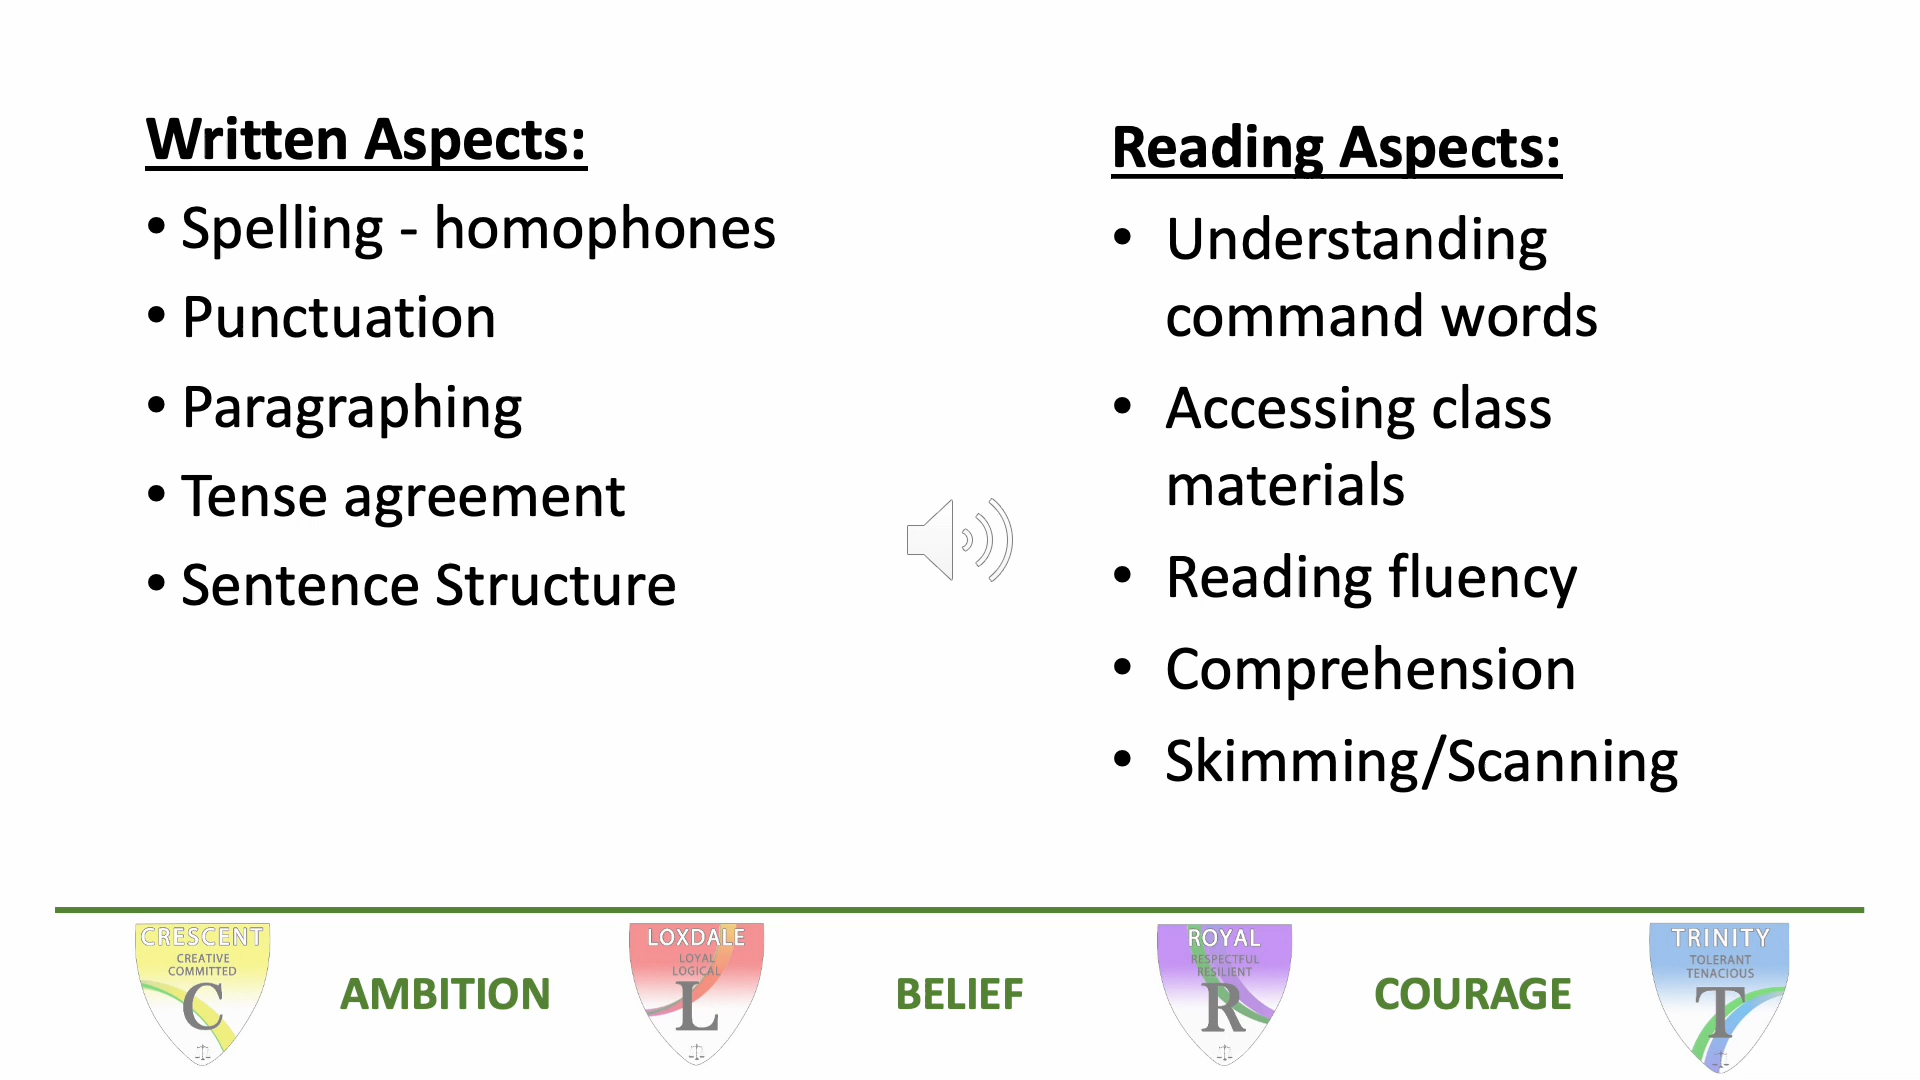 Written Aspects:
• Spelling - homophones
• Punctuation
• Paragraphing
• Tense agreement
• Sentence Structure
Reading Aspects:
• Understanding
command words
• Accessing class
materials
• Reading fluency
• Comprehension
• Skimming/Scanning
CRESCENT
CREATIVE
COMMITTED
C
AMBITION
LOXDALE
LOYAL
LOGICAL
L
BELIEF
ROYAL
RESPECTFUL
RESILIENT
R
COURAGE
TRINITY
TOLERANT
TENACIOUS
T